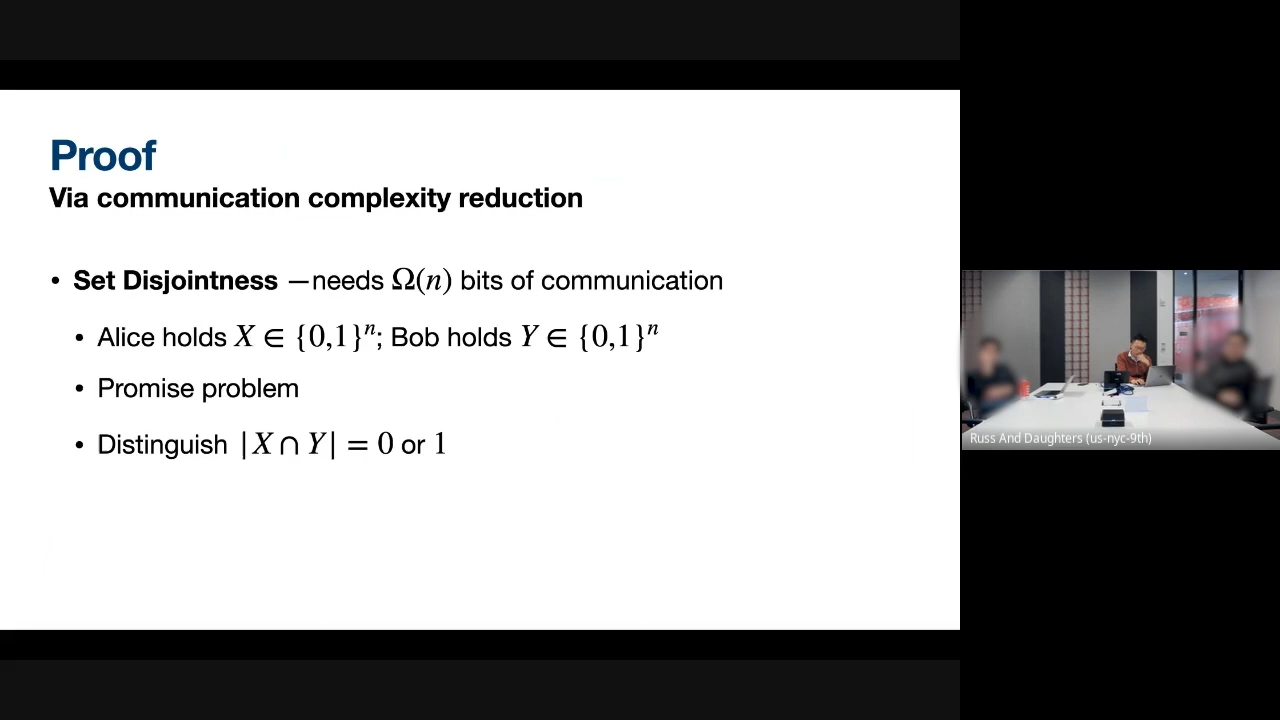 Proof
Via communication complexity reduction
• Set Disjointness —needs Ω(n) bits of communication
• Alice holds X ∈ {0,1}ⁿ; Bob holds Y ∈ {0,1}ⁿ
• Promise problem
• Distinguish |X ∩ Y| = 0 or 1
Russ And Daughters (us-nyc-9th)